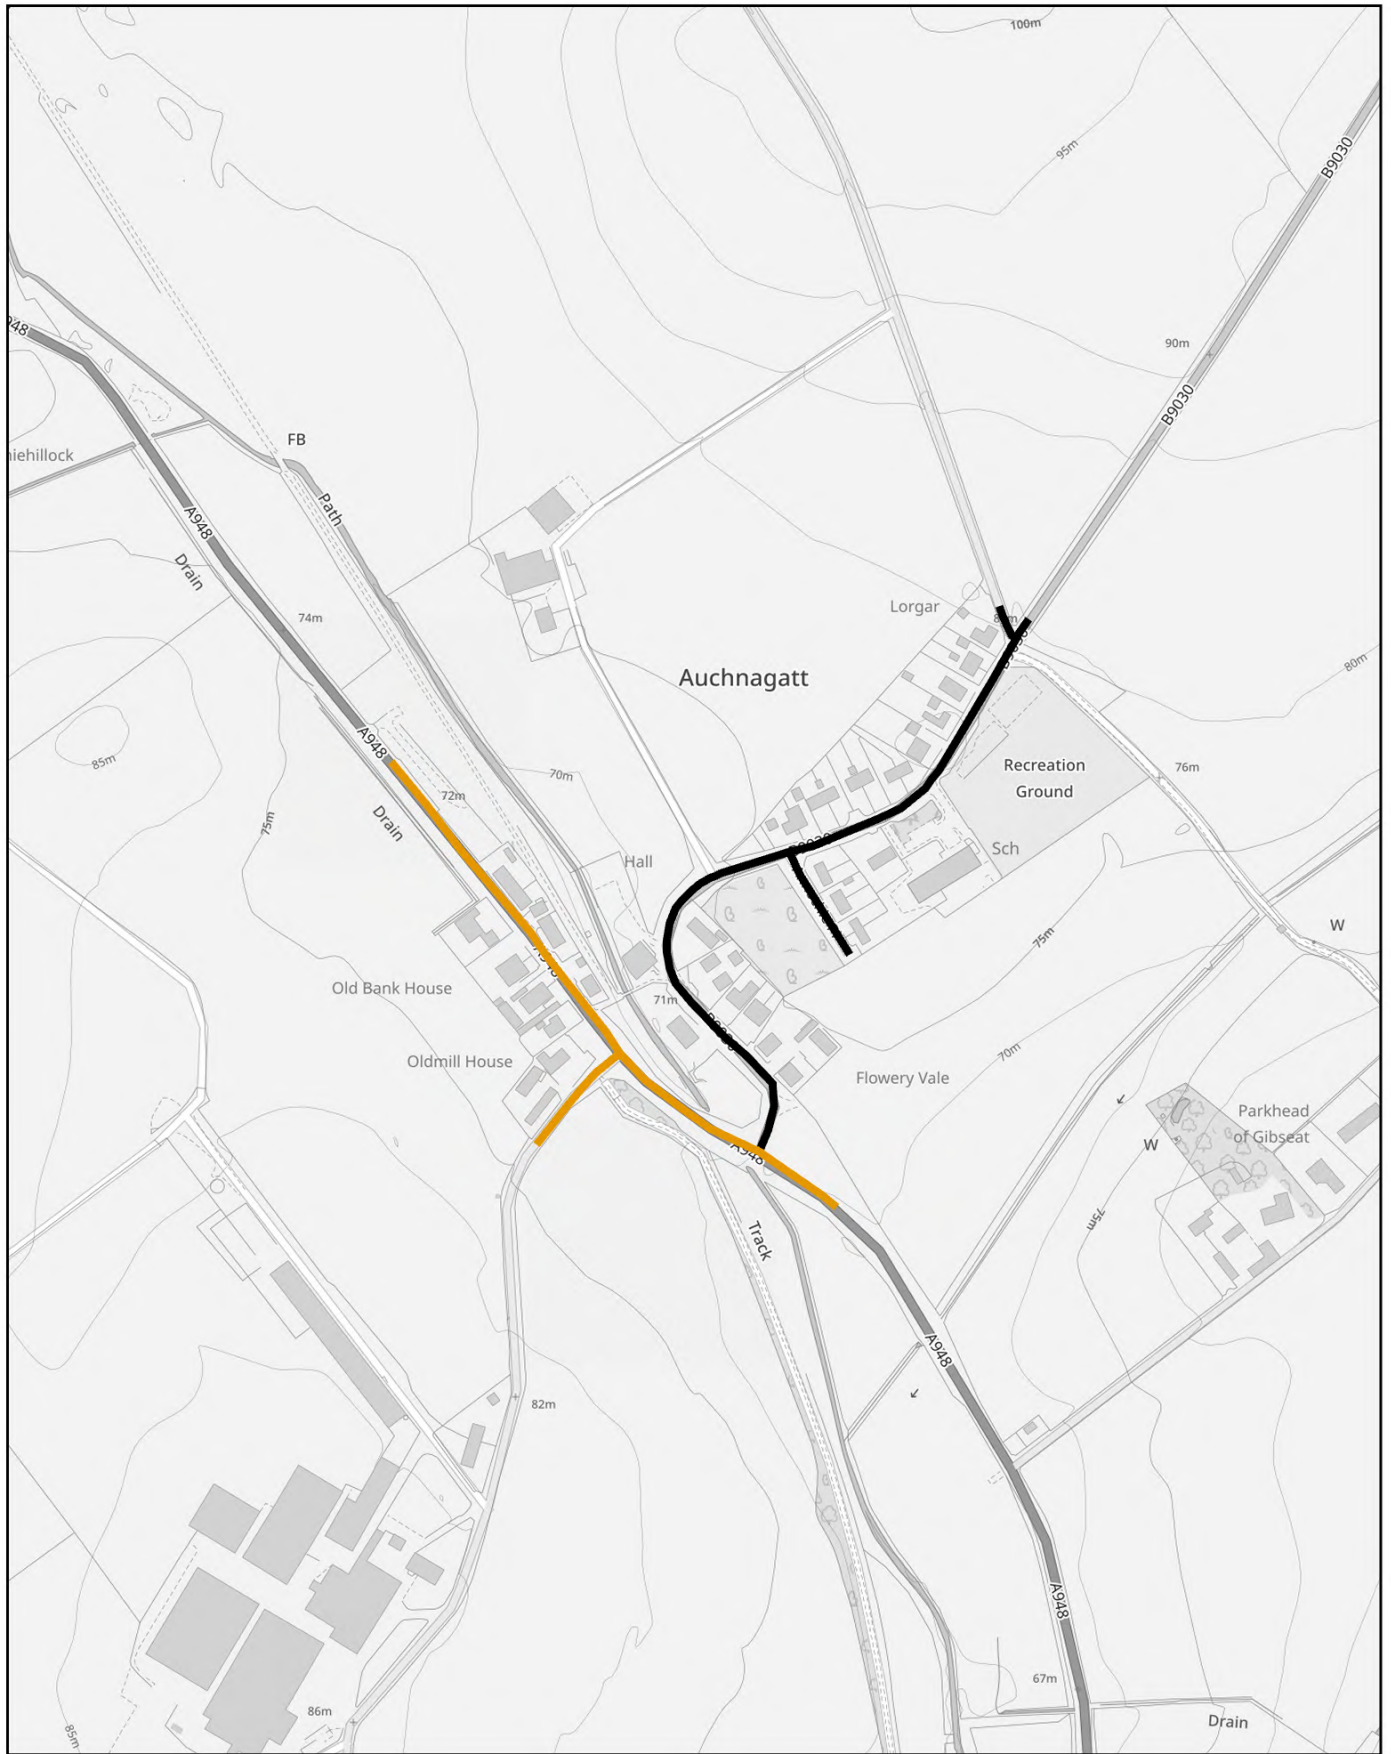 100m
95m
B9030
948
90m
B9030
FB
niehillock
Path
A948
Drain
Lorgar
74m
80m
Auchnagatt
A948
Recreation
Ground
76m
70m
85m
72m
75m
Drain
Hall
Sch
W
75m
Old Bank House
71m
A948
Oldmill House
70m
Flowery Vale
Parkhead
of Gibseat
W
A948
75m
Track
A948
82m
A948
67m
86m
Drain
85m